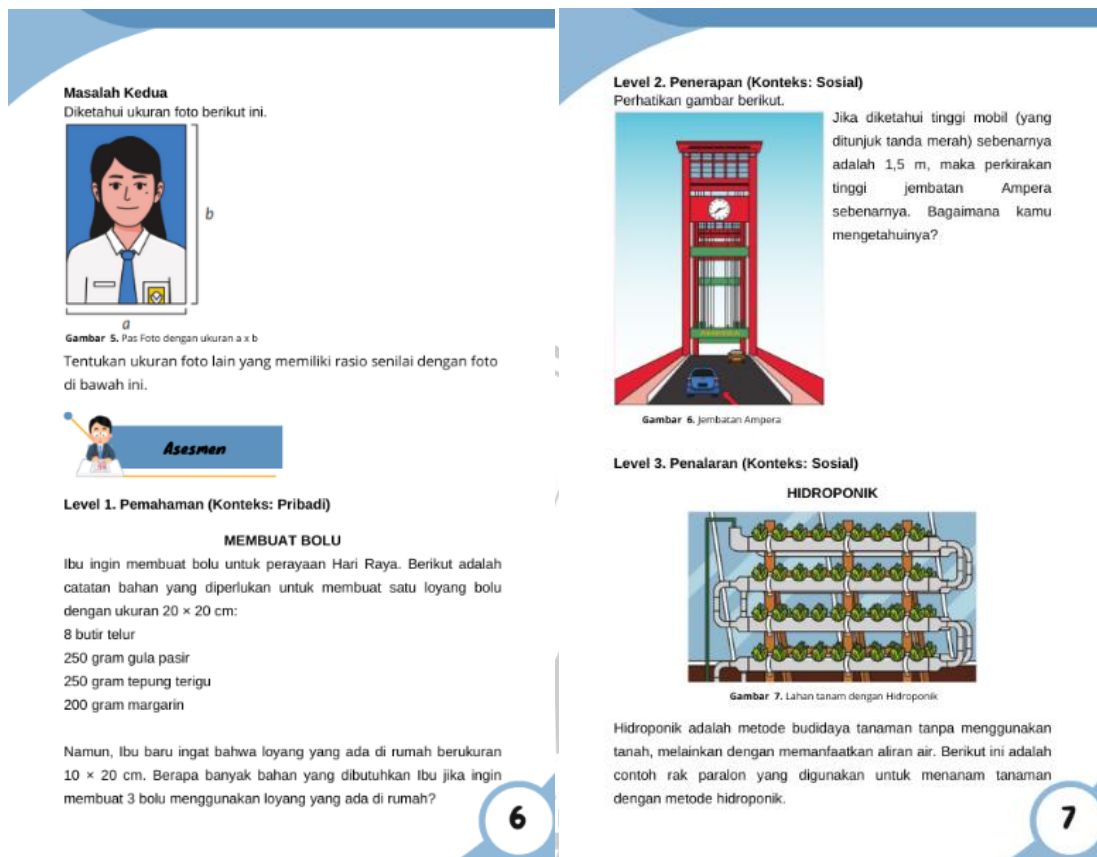 Masalah Kedua
Diketahui ukuran foto berikut ini.
b
a
Gambar 5. Pas Foto dengan ukuran a x b
Tentukan ukuran foto lain yang memiliki rasio senilai dengan foto
di bawah ini.
Asesmen
Level 1. Pemahaman (Konteks: Pribadi)
MEMBUAT BOLU
Ibu ingin membuat bolu untuk perayaan Hari Raya. Berikut adalah
catatan bahan yang diperlukan untuk membuat satu loyang bolu
dengan ukuran 20 × 20 cm:
8 butir telur
250 gram gula pasir
250 gram tepung terigu
200 gram margarin
Namun, Ibu baru ingat bahwa loyang yang ada di rumah berukuran
10 × 20 cm. Berapa banyak bahan yang dibutuhkan Ibu jika ingin
membuat 3 bolu menggunakan loyang yang ada di rumah?
6
Level 2. Penerapan (Konteks: Sosial)
Perhatikan gambar berikut.
Jika diketahui tinggi mobil (yang
ditunjuk tanda merah) sebenarnya
adalah 1,5 m, maka perkirakan
tinggi jembatan Ampera
sebenarnya. Bagaimana kamu
mengetahuinya?
AMPERA
Gambar 6. Jembatan Ampera
Level 3. Penalaran (Konteks: Sosial)
HIDROPONIK
Gambar 7. Lahan tanam dengan Hidroponik
Hidroponik adalah metode budidaya tanaman tanpa menggunakan
tanah, melainkan dengan memanfaatkan aliran air. Berikut ini adalah
contoh rak paralon yang digunakan untuk menanam tanaman
dengan metode hidroponik.
7